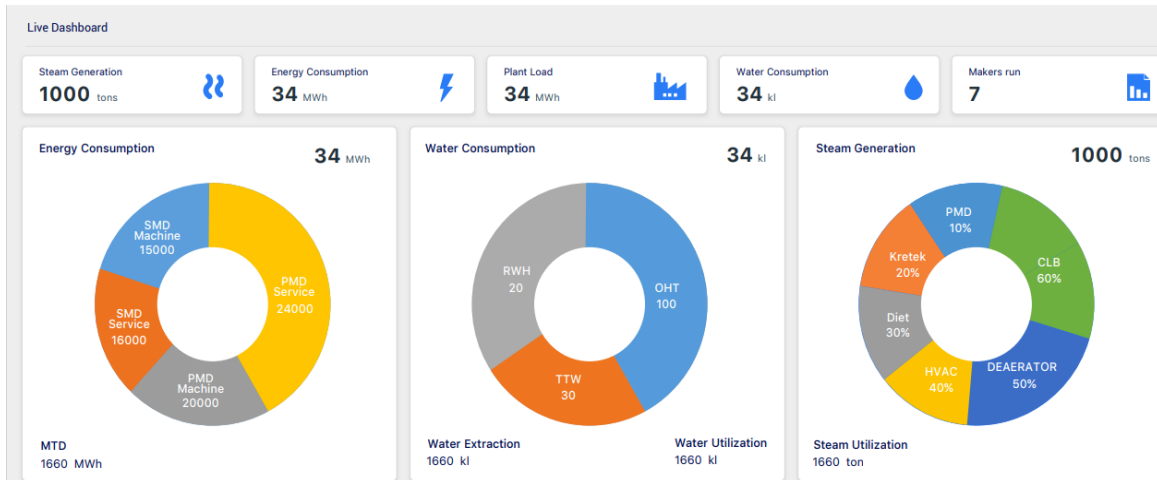 Live Dashboard
Steam Generation
1000 tons
Energy Consumption
34 MWh
Plant Load
34 MWh
Water Consumption
34 kl
Makers run
7
Energy Consumption
34 MWh
SMD
Machine
15000
PMD
Service
24000
SMD
Service
16000
PMD
Machine
20000
MTD
1660 MWh
Water Consumption
34 kl
RWH
20
OHT
100
TTW
30
Water Extraction
1660 kl
Water Utilization
1660 kl
Steam Generation
1000 tons
PMD
10%
Kretek
20%
CLB
60%
Diet
30%
HVAC
40%
DEAERATOR
50%
Steam Utilization
1660 ton